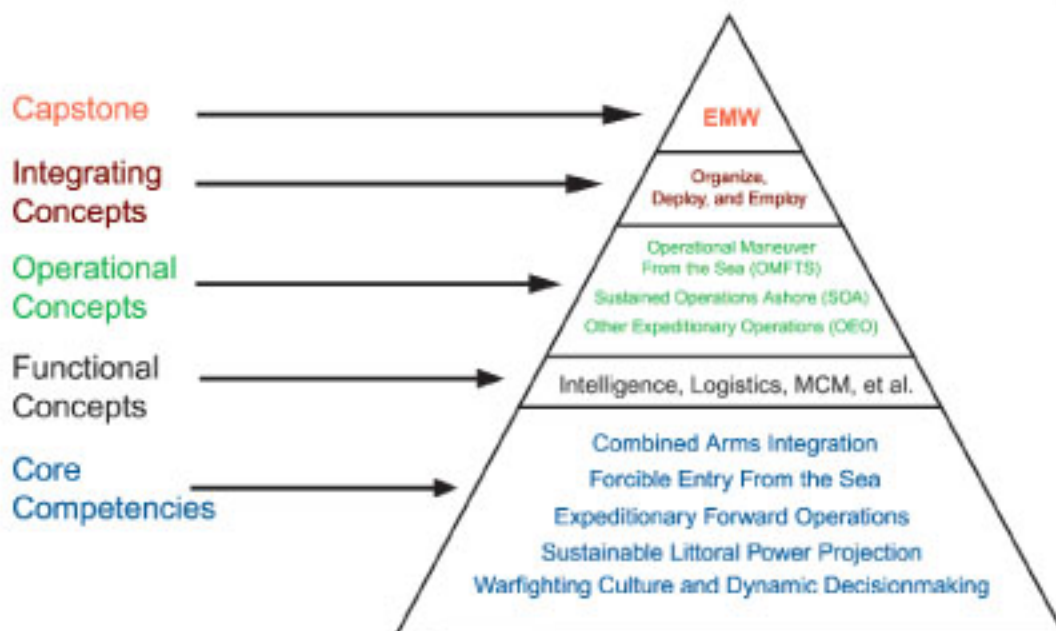 Capstone
EMW
Integrating
Concepts
Organize,
Deploy, and Employ
Operational
Concepts
Operational Maneuver
From the Sea (OMFTS)
Sustained Operations Ashore (SOA)
Other Expeditionary Operations (OEO)
Functional
Concepts
Intelligence, Logistics, MCM, et al.
Core
Competencies
Combined Arms Integration
Forcible Entry From the Sea
Expeditionary Forward Operations
Sustainable Littoral Power Projection
Warfighting Culture and Dynamic Decisionmaking